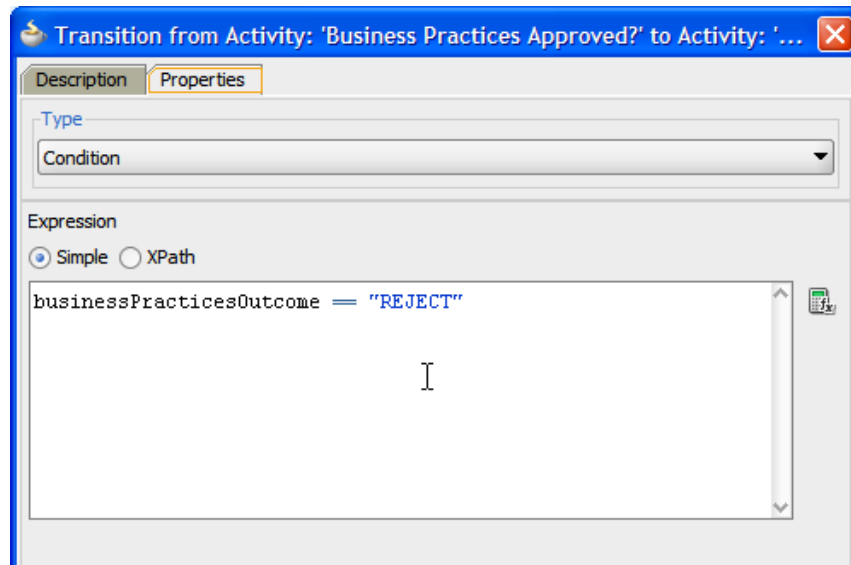 Transition from Activity: 'Business Practices Approved?' to Activity: '...
Description Properties
Type
Condition
Expression
Simple XPath
businessPracticesOutcome == "REJECT"